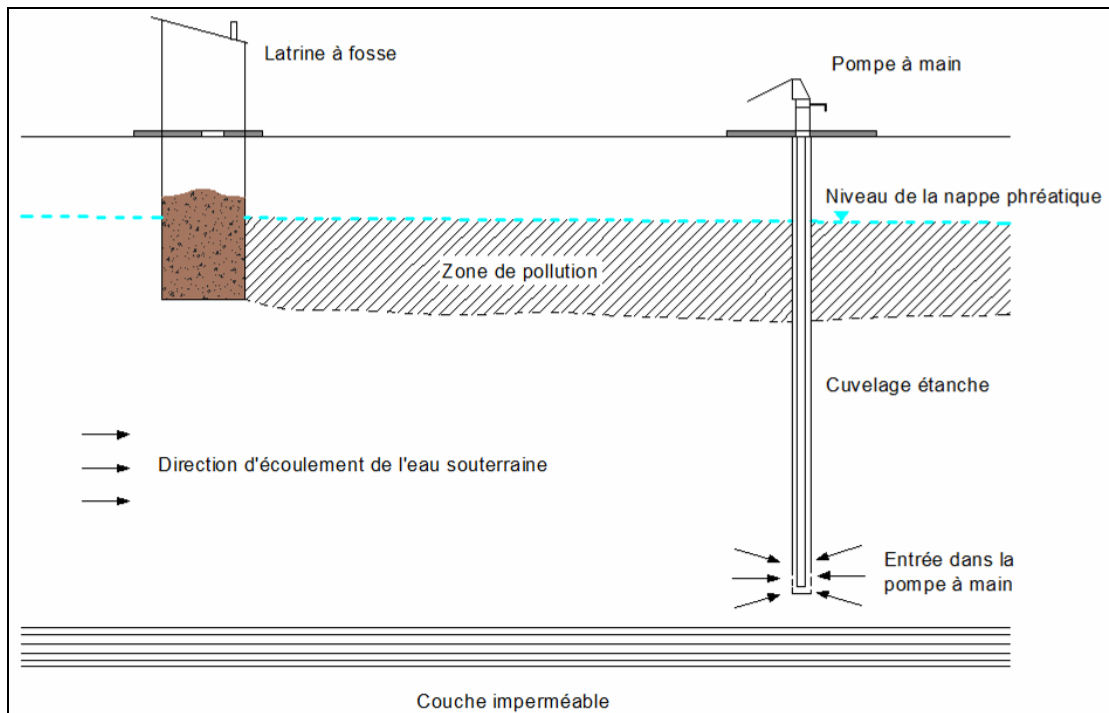 Latrine à fosse
Pompe à main
Niveau de la nappe phréatique
Zone de pollution
Cuvelage étanche
Direction d'écoulement de l'eau souterraine
Entrée dans la
pompe à main
Couche imperméable